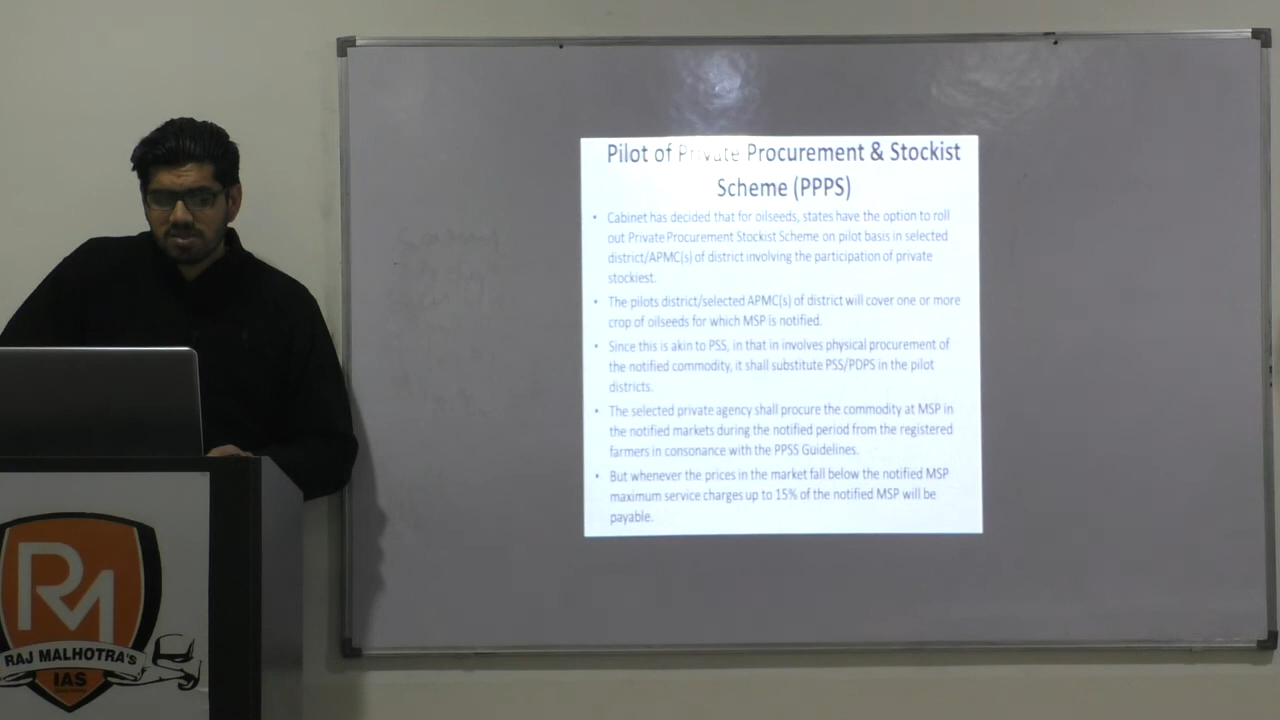 Pilot of Private Procurement & Stockist
Scheme (PPPS)
• Cabinet has decided that for oilseeds, states have the option to roll
out Private Procurement Stockist Scheme on pilot basis in selected
district/APMC(s) of district involving the participation of private
stockiest.
• The pilots district/selected APMC(s) of district will cover one or more
crop of oilseeds for which MSP is notified.
• Since this is akin to PSS, in that in involves physical procurement of
the notified commodity, it shall substitute PSS/PDPS in the pilot
districts.
• The selected private agency shall procure the commodity at MSP in
the notified markets during the notified period from the registered
farmers in consonance with the PPSS Guidelines.
• But whenever the prices in the market fall below the notified MSP
maximum service charges up to 15% of the notified MSP will be
payable.
RM
RAJ MALHOTRA'S
IAS